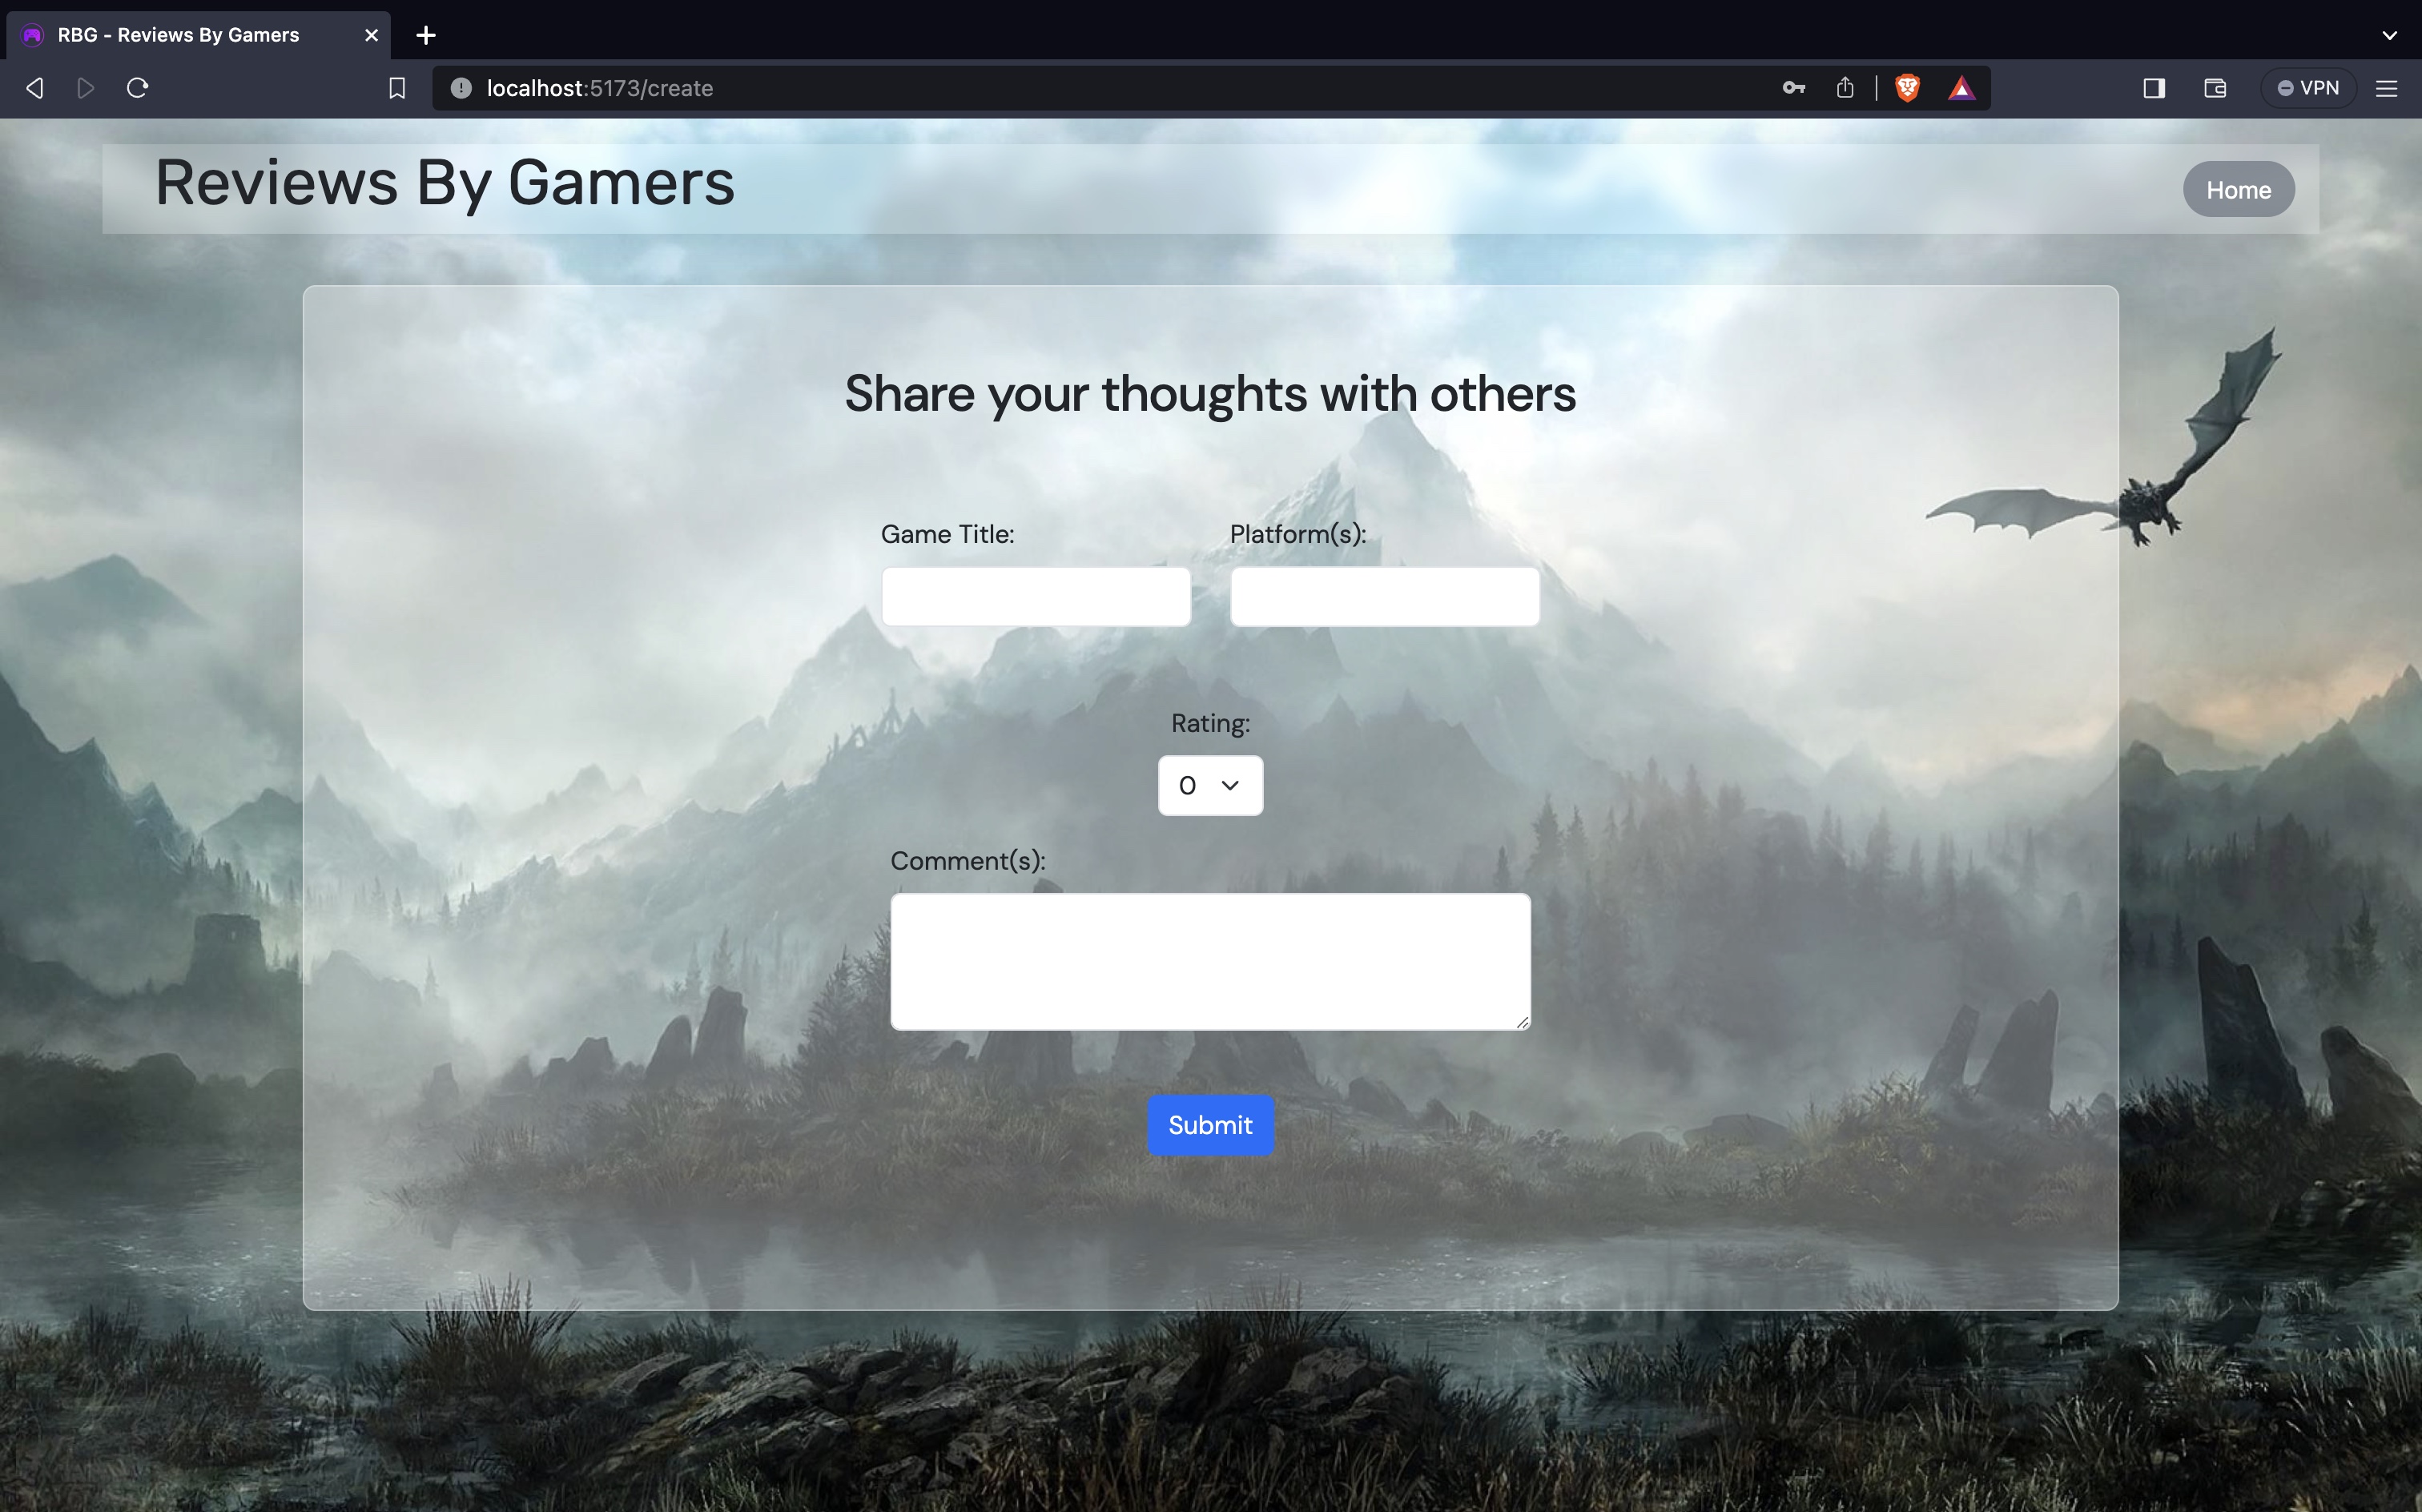 RBG - Reviews By Gamers
localhost:5173/create
VPN
Reviews By Gamers
Home
Share your thoughts with others
Game Title:
Platform(s):
Rating:
0
Comment(s):
Submit